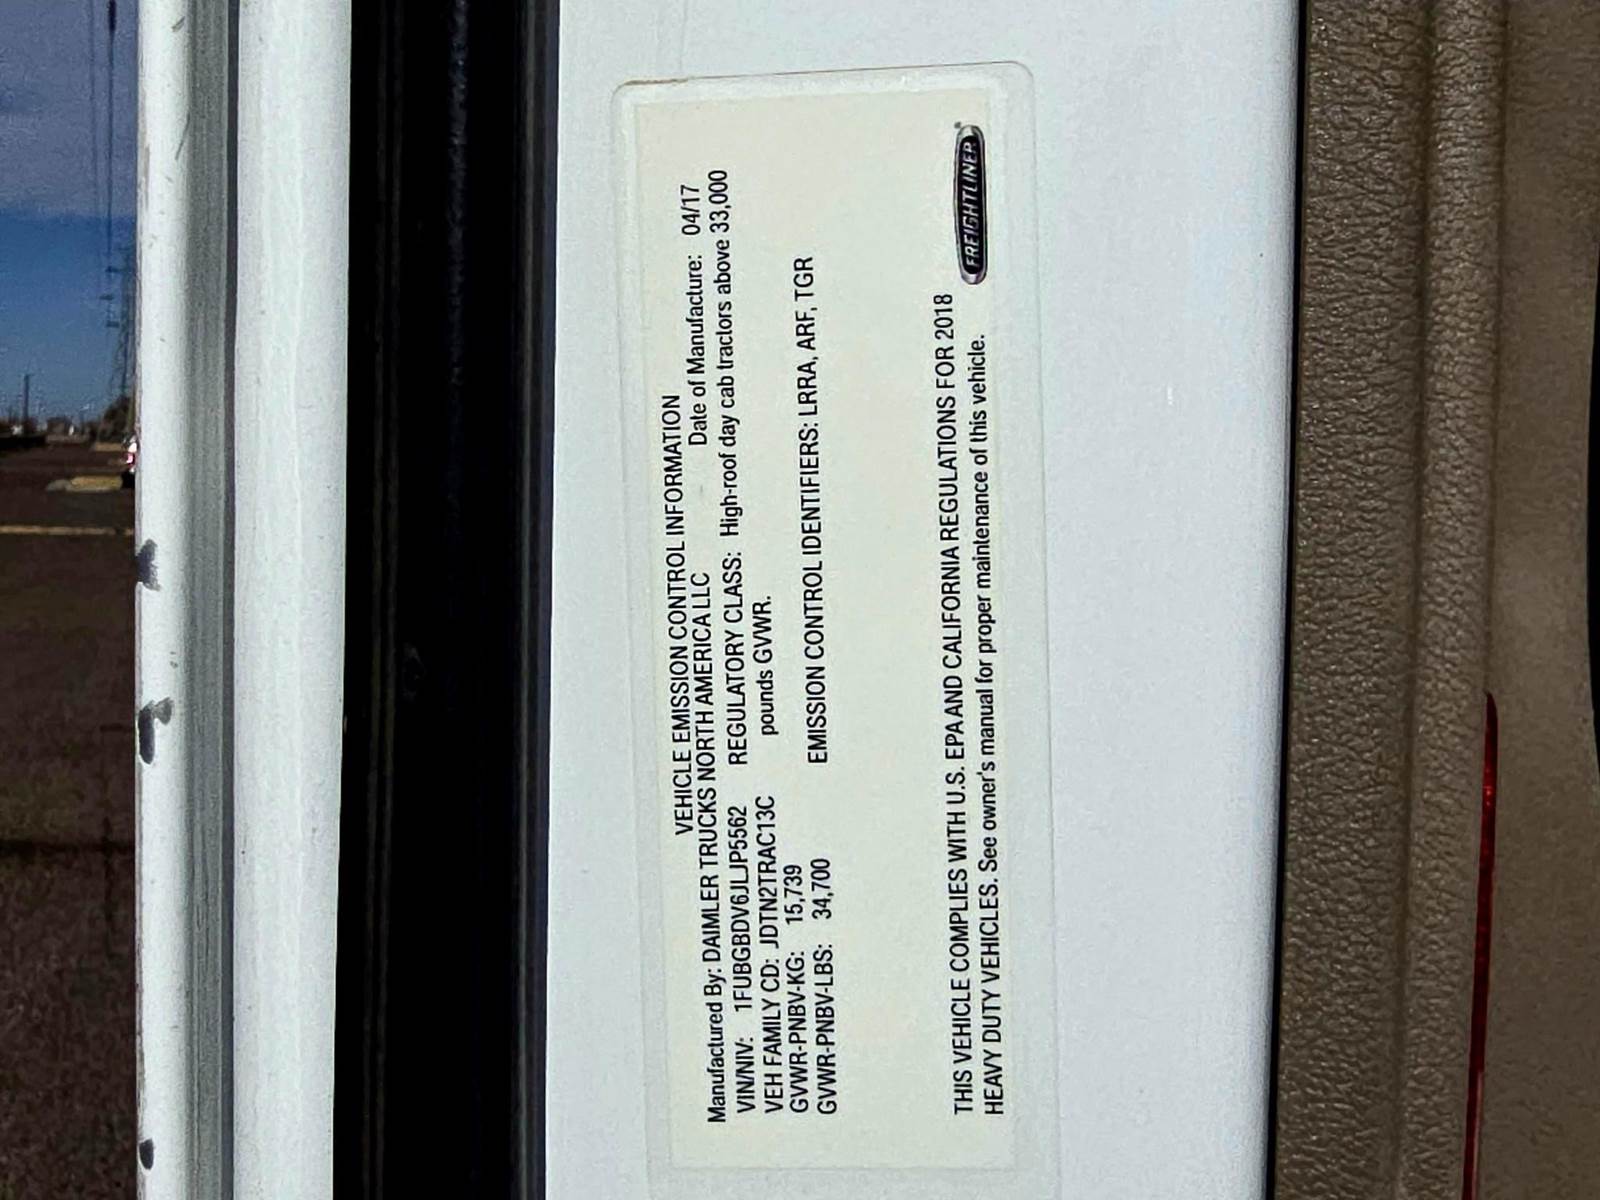 VEHICLE EMISSION CONTROL INFORMATION
Manufactured By: DAIMLER TRUCKS NORTH AMERICA LLC Date of Manufacture: 04/17
VIN/NIV: 1FUBGBDV6JLJP5562 REGULATORY CLASS: High-roof day cab tractors above 33,000
VEH FAMILY CD: JDTN2TRAC13C pounds GVWR.
GVWR-PNBV-KG: 15,739
GVWR-PNBV-LBS: 34,700 EMISSION CONTROL IDENTIFIERS: LRRA, ARF, TGR
THIS VEHICLE COMPLIES WITH U.S. EPA AND CALIFORNIA REGULATIONS FOR 2018
HEAVY DUTY VEHICLES. See owner's manual for proper maintenance of this vehicle.
FREIGHTLINER